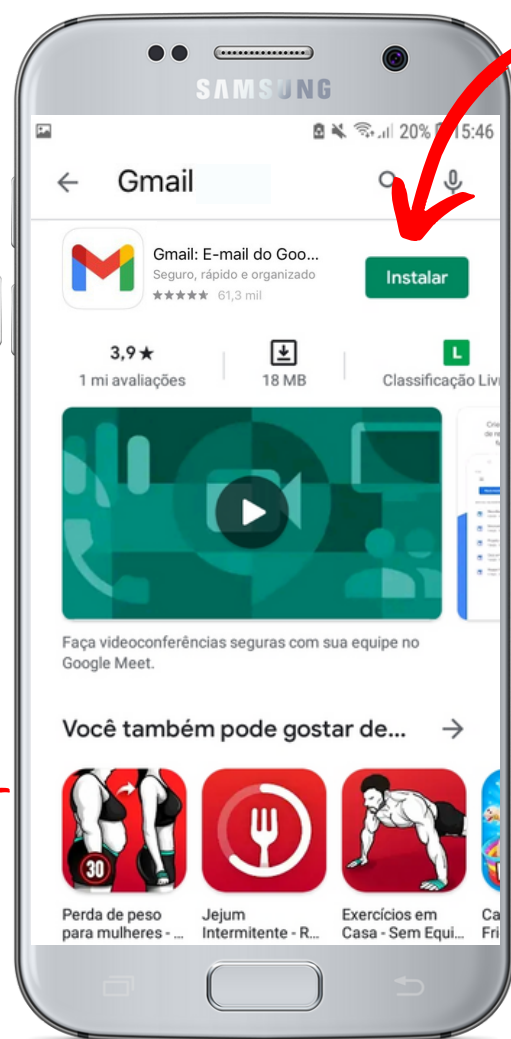 SAMSUNG
20% 15:46
Gmail
Gmail: E-mail do Goo...
Seguro, rápido e organizado
★★★★★ 61,3 mil
Instalar
3,9 ★
L
1 mi avaliações
18 MB
Classificação Liv
Faça videoconferências seguras com sua equipe no
Google Meet.
Você também pode gostar de...
30
Perda de peso
para mulheres - ...
Jejum
Intermitente - R...
Exercícios em
Casa - Sem Equi...
Ca
Fri